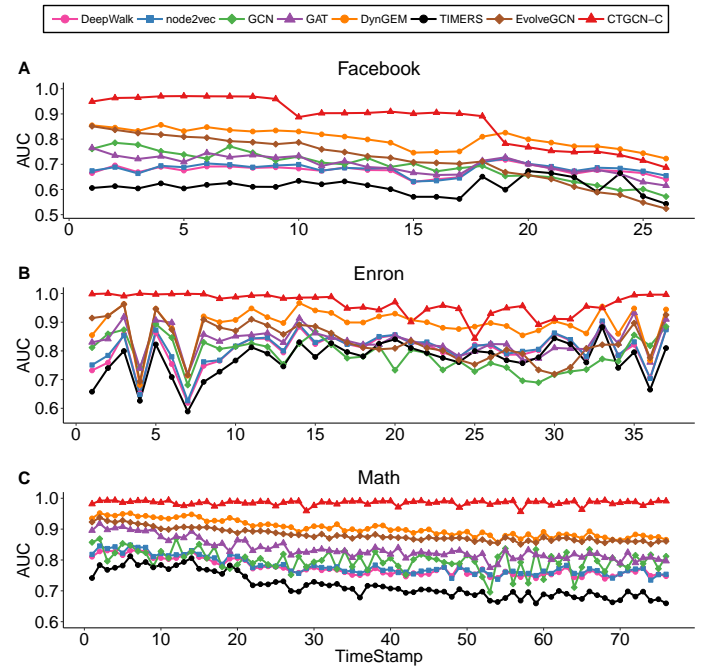 DeepWalk node2vec GCN GAT DynGEM TIMERS EvolveGCN CTGCN−C
A Facebook
1.0
0.9
0.8
0.7
0.6
0.5
AUC
0 5 10 15 20 25
B Enron
1.0
0.9
0.8
0.7
0.6
AUC
0 5 10 15 20 25 30 35
C Math
1.0
0.9
0.8
0.7
0.6
AUC
0 10 20 30 40 50 60 70
TimeStamp